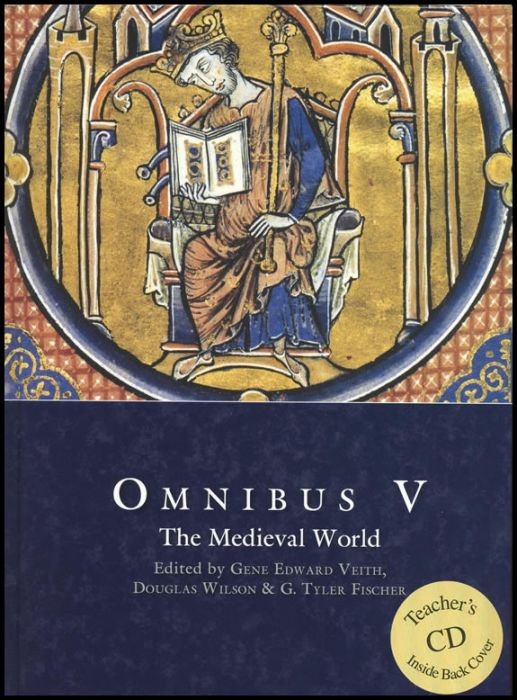 OMNIBUS V
The Medieval World
Edited by GENE EDWARD VEITH,
DOUGLAS WILSON & G. TYLER FISCHER
Teacher's
CD
Inside Back Cover